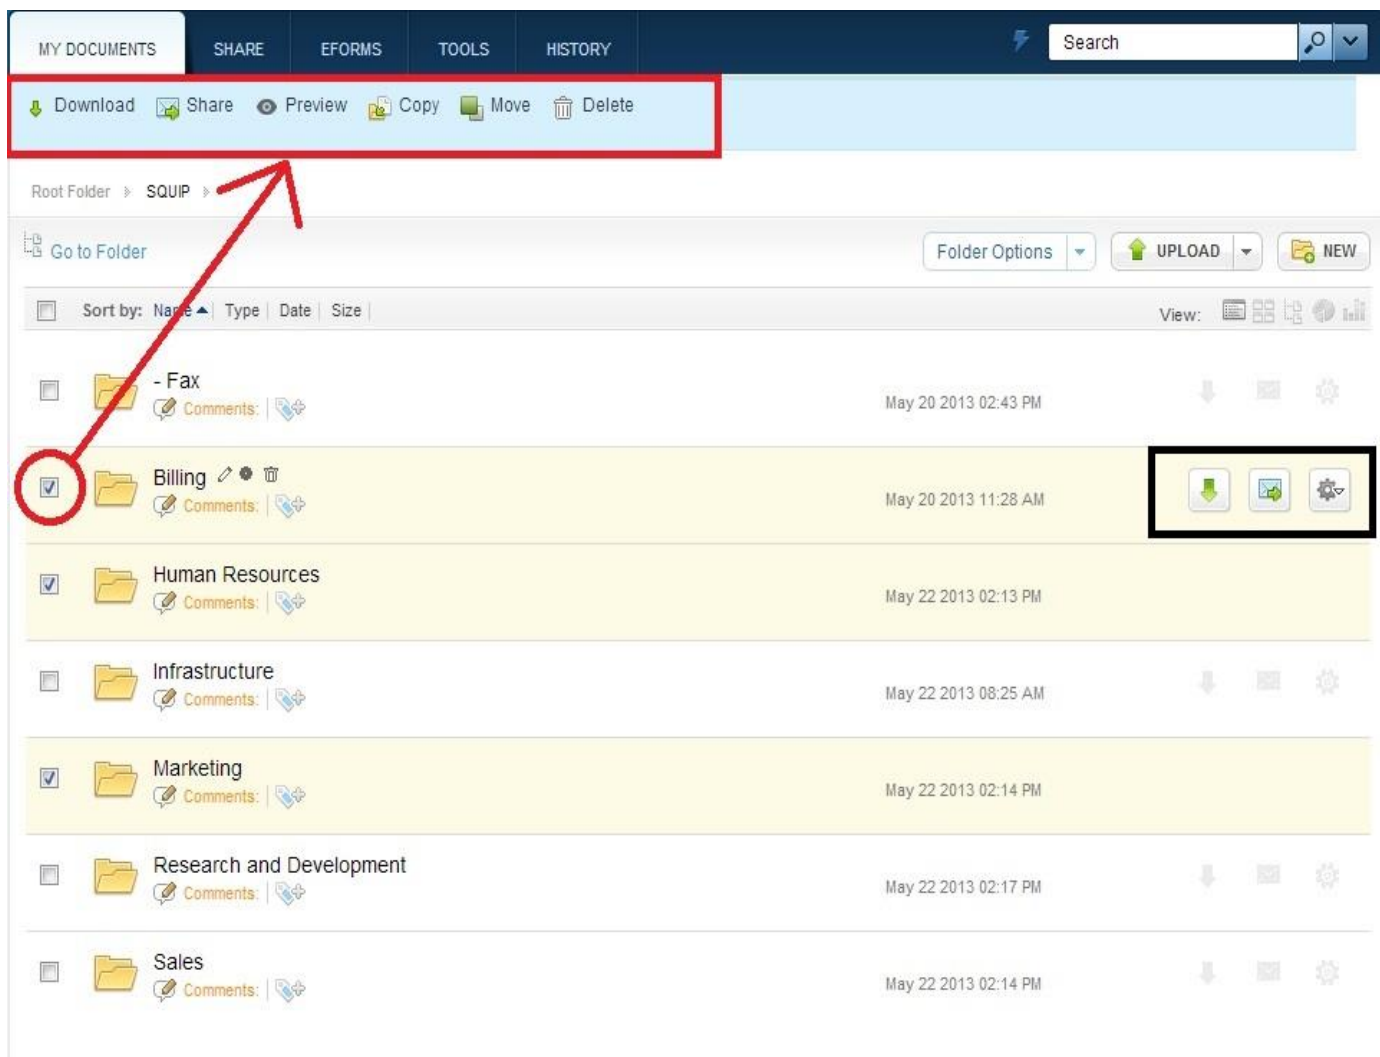 MY DOCUMENTS SHARE EFORMS TOOLS HISTORY Search
Download Share Preview Copy Move Delete
Root Folder SQUIP
Go to Folder Folder Options UPLOAD NEW
Sort by: Name Type Date Size View:
- Fax
Comments: May 20 2013 02:43 PM
Billing
Comments: May 20 2013 11:28 AM
Human Resources
Comments: May 22 2013 02:13 PM
Infrastructure
Comments: May 22 2013 08:25 AM
Marketing
Comments: May 22 2013 02:14 PM
Research and Development
Comments: May 22 2013 02:17 PM
Sales
Comments: May 22 2013 02:14 PM